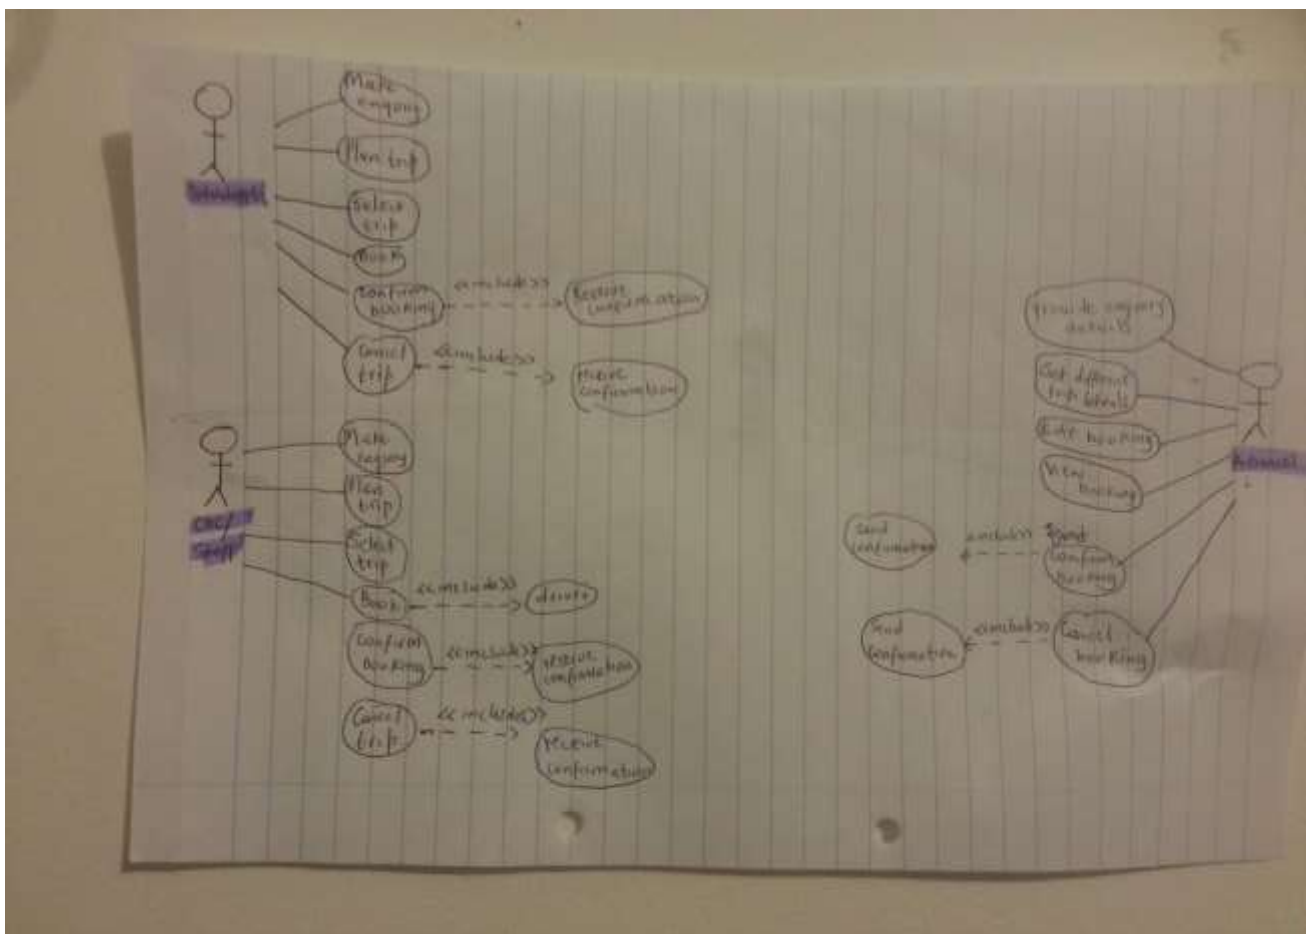 Make
enquiry
Plan trip
Select
trip
Book
Confirm
booking
<<include>>
Receive
confirmation
Cancel
trip
<<include>>
receive
confirmation
Make
enquiry
Plan
trip
Select
trip
Staff
Book
<<include>>
Confirm
booking
<<include>>
receive
confirmation
Cancel
trip
<<include>>
receive
confirmation
provide enquiry
details
Get different
trip details
Edit booking
View
booking
Send
confirmation
<<include>>
Confirm
booking
Send
confirmation
<<include>>
Cancel
booking